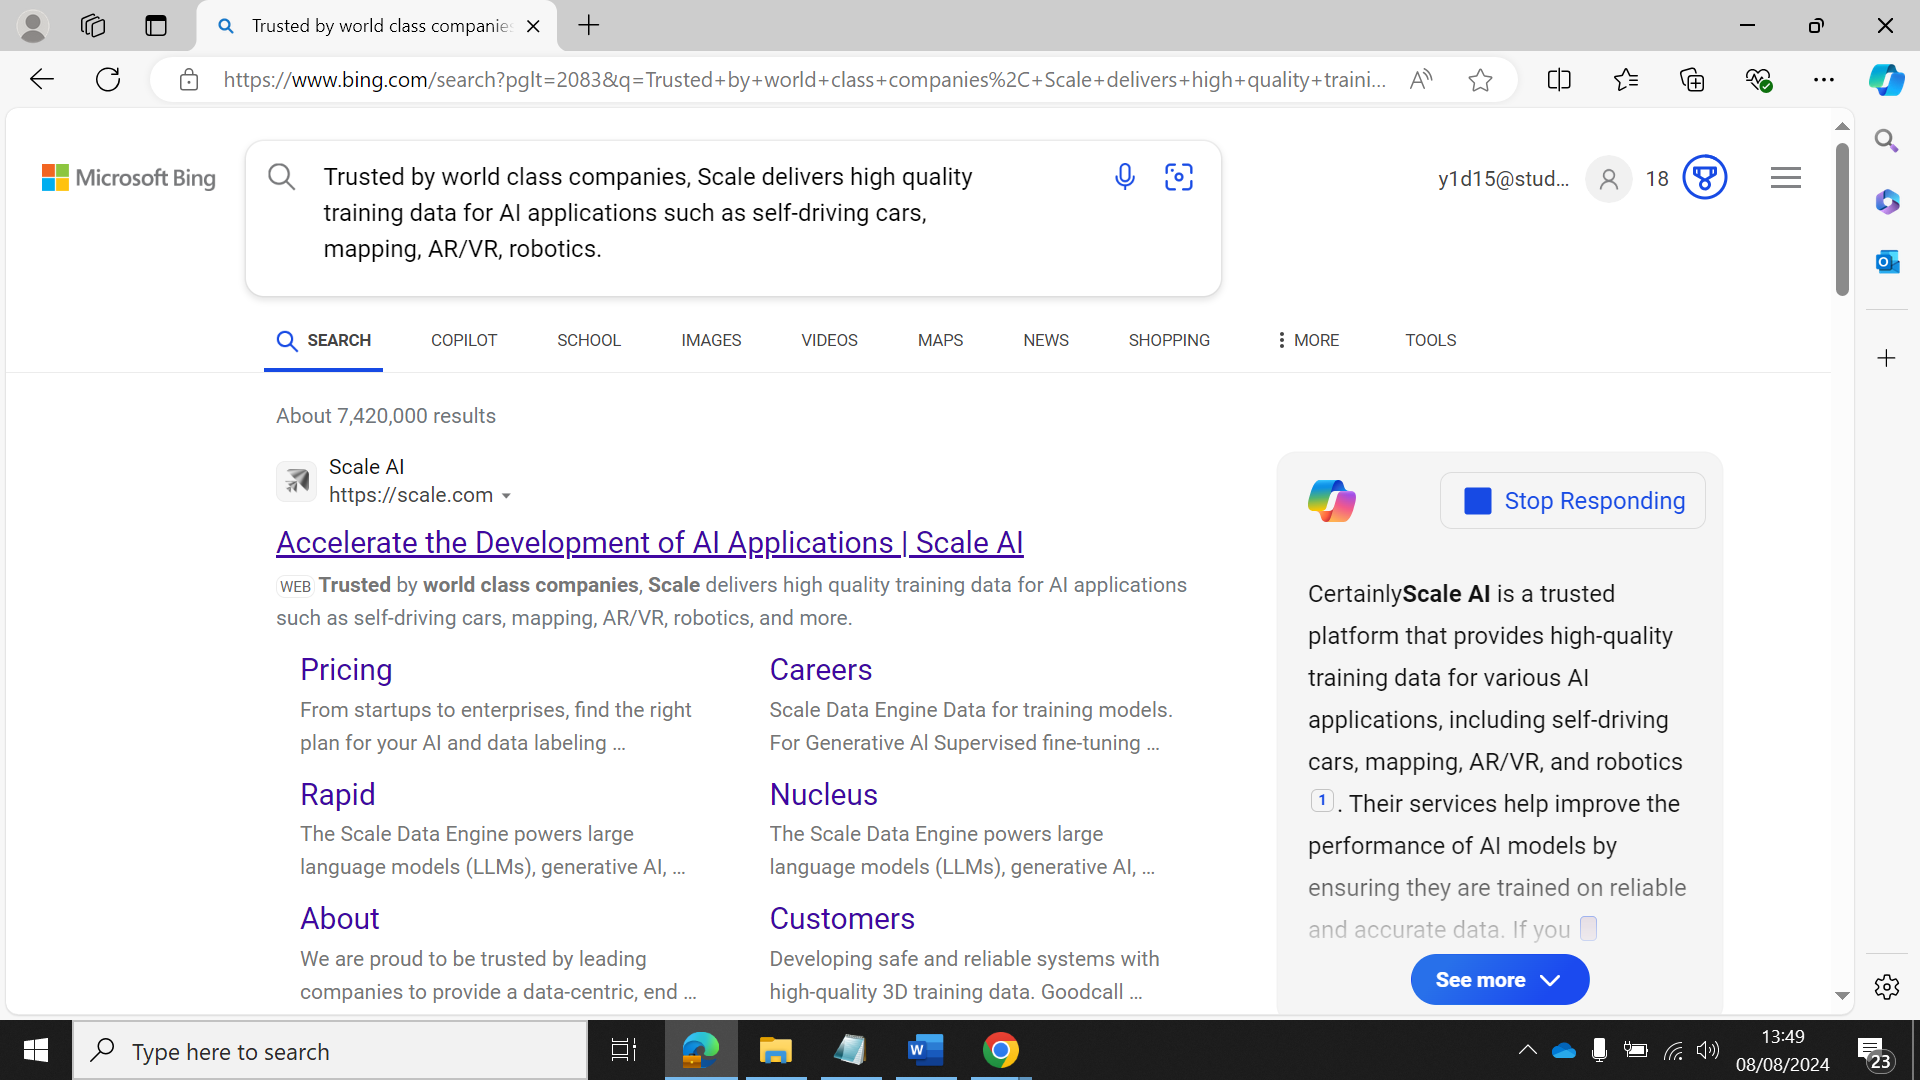 Trusted by world class companies
https://www.bing.com/search?pglt=2083&q=Trusted+by+world+class+companies%2C+Scale+delivers+high+quality+traini...
Microsoft Bing
Trusted by world class companies, Scale delivers high quality
training data for AI applications such as self-driving cars,
mapping, AR/VR, robotics.
y1d15@stud...
18
SEARCH
COPILOT
SCHOOL
IMAGES
VIDEOS
MAPS
NEWS
SHOPPING
MORE
TOOLS
About 7,420,000 results
Scale AI
https://scale.com
Accelerate the Development of AI Applications | Scale AI
WEB Trusted by world class companies, Scale delivers high quality training data for AI applications
such as self-driving cars, mapping, AR/VR, robotics, and more.
Pricing
From startups to enterprises, find the right
plan for your AI and data labeling ...
Careers
Scale Data Engine Data for training models.
For Generative Al Supervised fine-tuning ...
Rapid
The Scale Data Engine powers large
language models (LLMs), generative AI, ...
Nucleus
The Scale Data Engine powers large
language models (LLMs), generative AI, ...
About
We are proud to be trusted by leading
companies to provide a data-centric, end ...
Customers
Developing safe and reliable systems with
high-quality 3D training data. Goodcall ...
Stop Responding
CertainlyScale AI is a trusted
platform that provides high-quality
training data for various AI
applications, including self-driving
cars, mapping, AR/VR, and robotics
1 . Their services help improve the
performance of AI models by
ensuring they are trained on reliable
and accurate data. If you
See more
Type here to search
13:49
08/08/2024
23